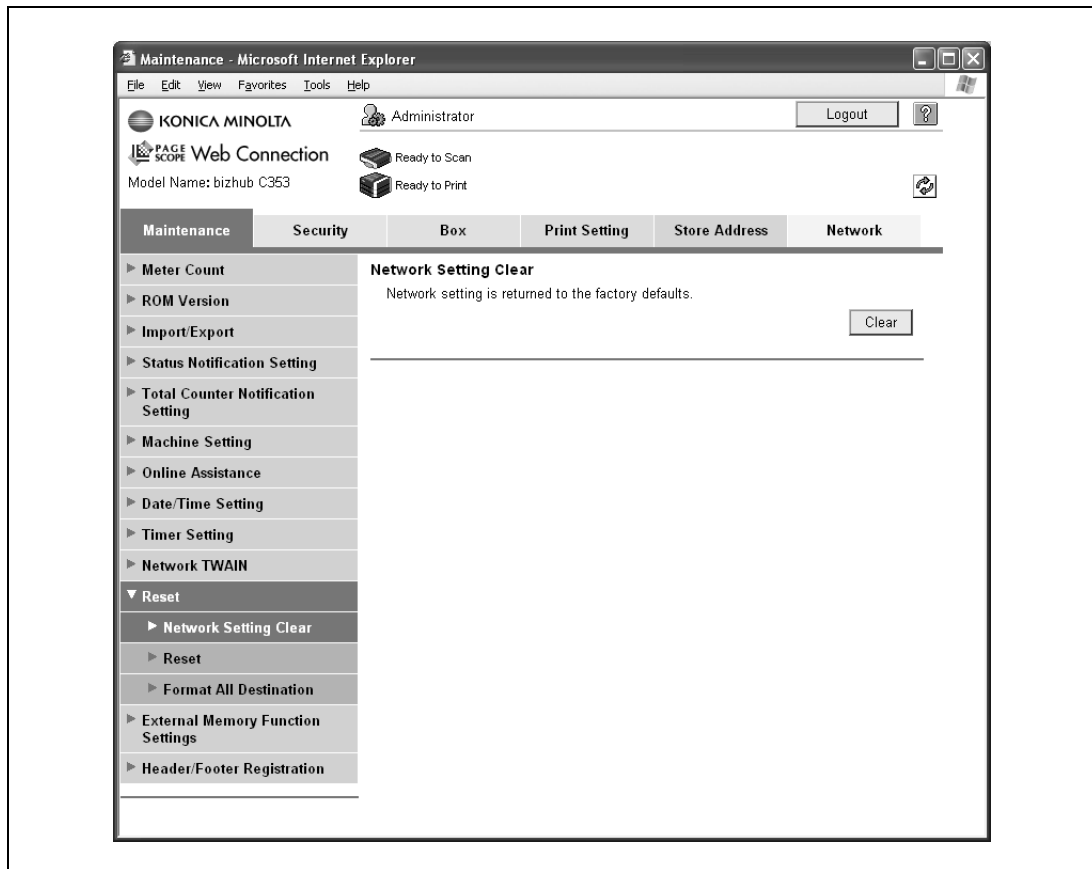 Maintenance - Microsoft Internet Explorer
File Edit View Favorites Tools Help
KONICA MINOLTA
Administrator
Logout
?
PAGE SCOPE Web Connection
Ready to Scan
Model Name: bizhub C353
Ready to Print
Maintenance Security Box Print Setting Store Address Network
Meter Count
ROM Version
Import/Export
Status Notification Setting
Total Counter Notification
Setting
Machine Setting
Online Assistance
Date/Time Setting
Timer Setting
Network TWAIN
Reset
Network Setting Clear
Reset
Format All Destination
External Memory Function
Settings
Header/Footer Registration
Network Setting Clear
Network setting is returned to the factory defaults.
Clear